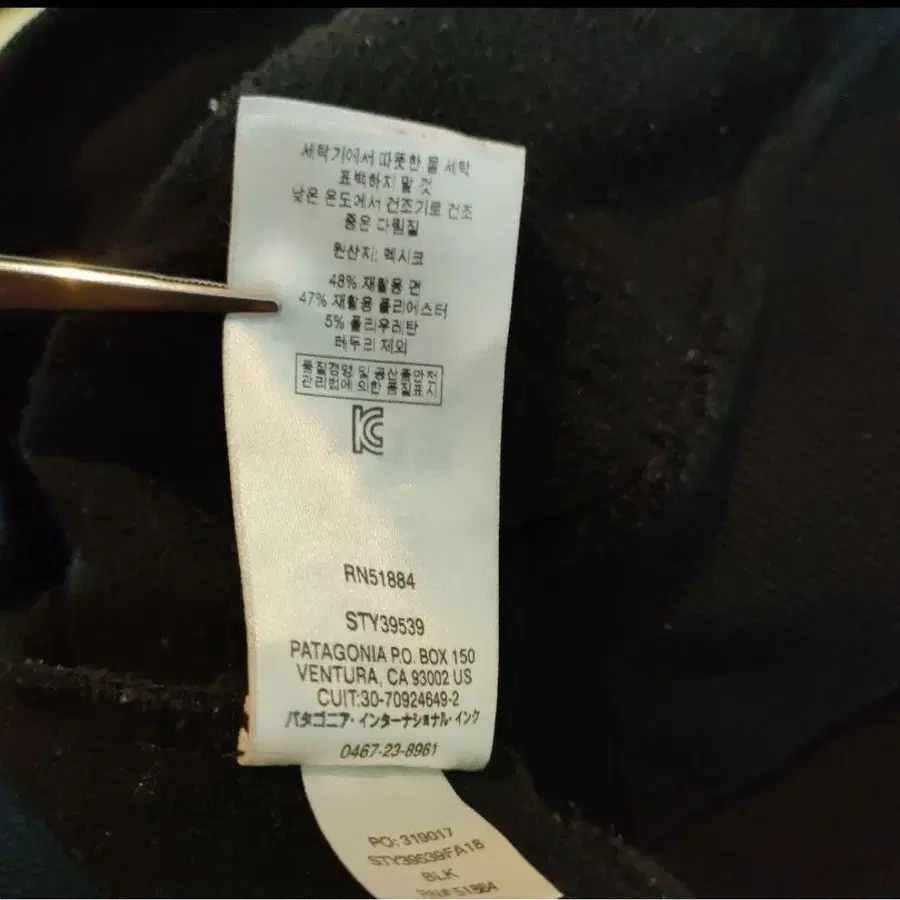 세탁기에서 따뜻한 물 세탁
표백하지 말 것
낮은 온도에서 건조기로 건조
좋은 다림질
원산지: 멕시코
48% 재활용 면
47% 재활용 폴리에스터
5% 폴리우레탄
테두리 제외
품질경영 및 공산품안전
관리법에 의한 품질표시
KC
RN51884
STY39539
PATAGONIA P.O. BOX 150
VENTURA, CA 93002 US
CUIT:30-70924649-2
パタゴニア・インターナショナル・インク
0467-23-8961
PO: 319017
STY39539FA18
BLK
RN# 51884